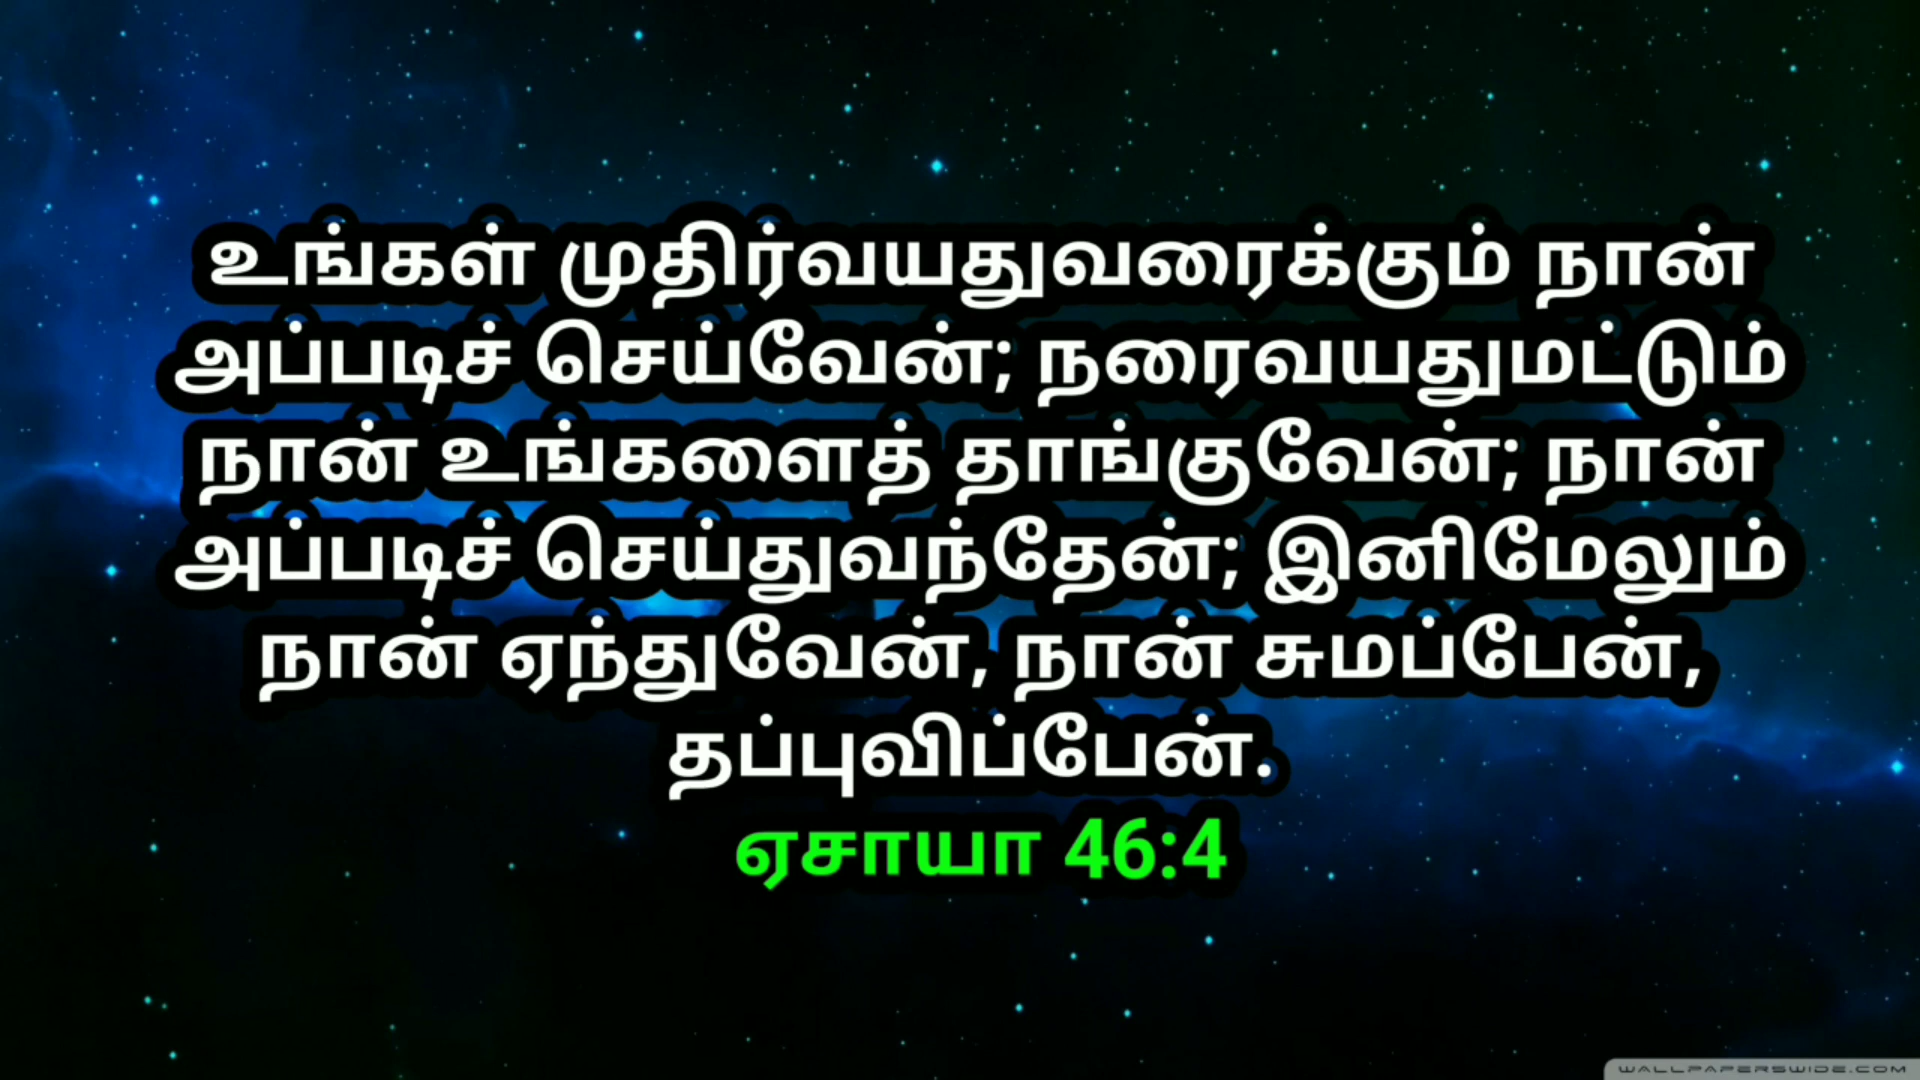 உங்கள் முதிர்வயதுவரைக்கும் நான்
அப்படிச் செய்வேன்; நரைவயதுமட்டும்
நான் உங்களைத் தாங்குவேன்; நான்
அப்படிச் செய்துவந்தேன்; இனிமேலும்
நான் ஏந்துவேன், நான் சுமப்பேன்,
தப்புவிப்பேன்.
ஏசாயா 46:4
WALLPAPERSWIDE.COM